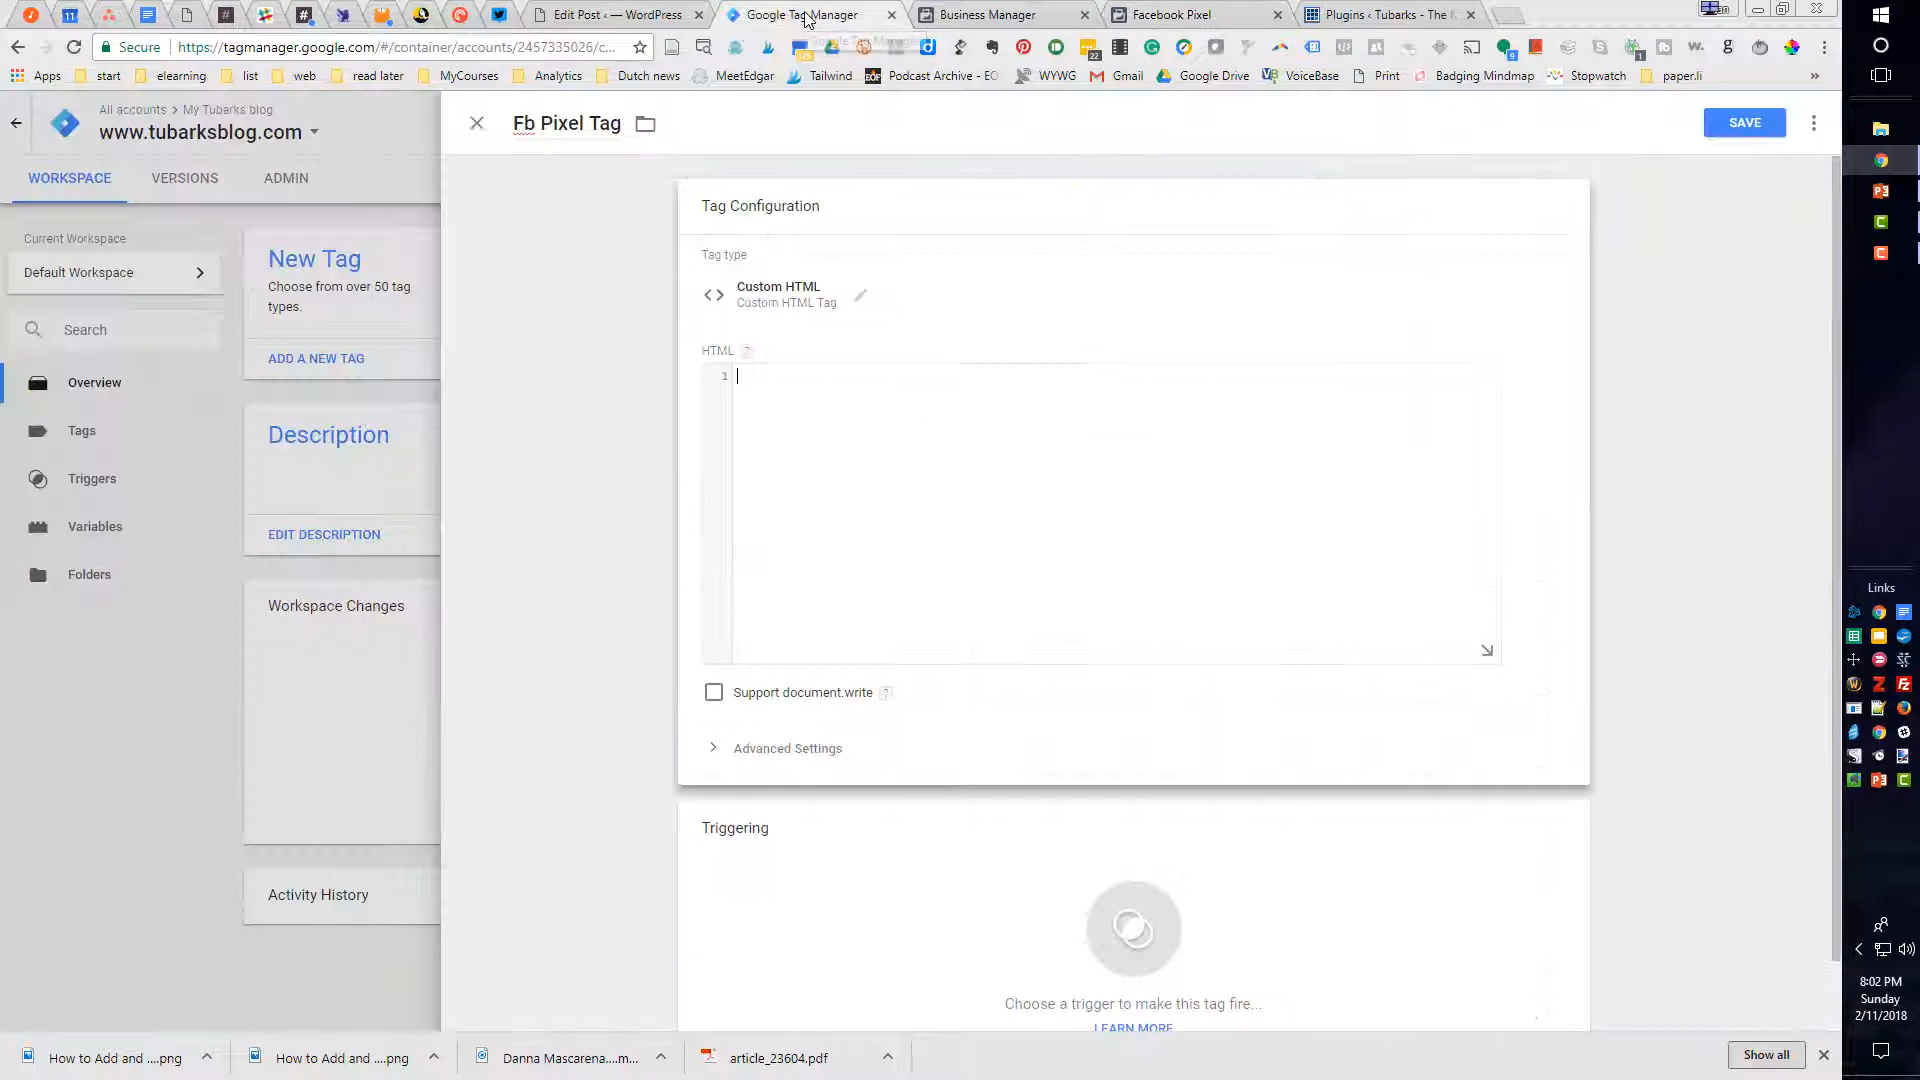 Edit Post ‹ — WordPress
Google Tag Manager
Business Manager
Facebook Pixel
Plugins ‹ Tubarks - The M
Secure
https://tagmanager.google.com/#/container/accounts/2457335026/c...
Apps
start
elearning
list
web
read later
MyCourses
Analytics
Dutch news
MeetEdgar
Tailwind
Podcast Archive - EO
WYWG
Gmail
Google Drive
VoiceBase
Print
Badging Mindmap
Stopwatch
paper.li
»
All accounts > My Tubarks blog
www.tubarksblog.com
Fb Pixel Tag
SAVE
WORKSPACE
VERSIONS
ADMIN
Current Workspace
Default Workspace
Search
Overview
Tags
Triggers
Variables
Folders
New Tag
Choose from over 50 tag
types.
ADD A NEW TAG
Description
EDIT DESCRIPTION
Workspace Changes
Activity History
Tag Configuration
Tag type
Custom HTML
Custom HTML Tag
HTML ?
1
Support document.write ?
Advanced Settings
Triggering
Choose a trigger to make this tag fire...
LEARN MORE
Links
8:02 PM
Sunday
2/11/2018
How to Add and ....png
How to Add and ....png
Danna Mascarena....m...
article_23604.pdf
Show all